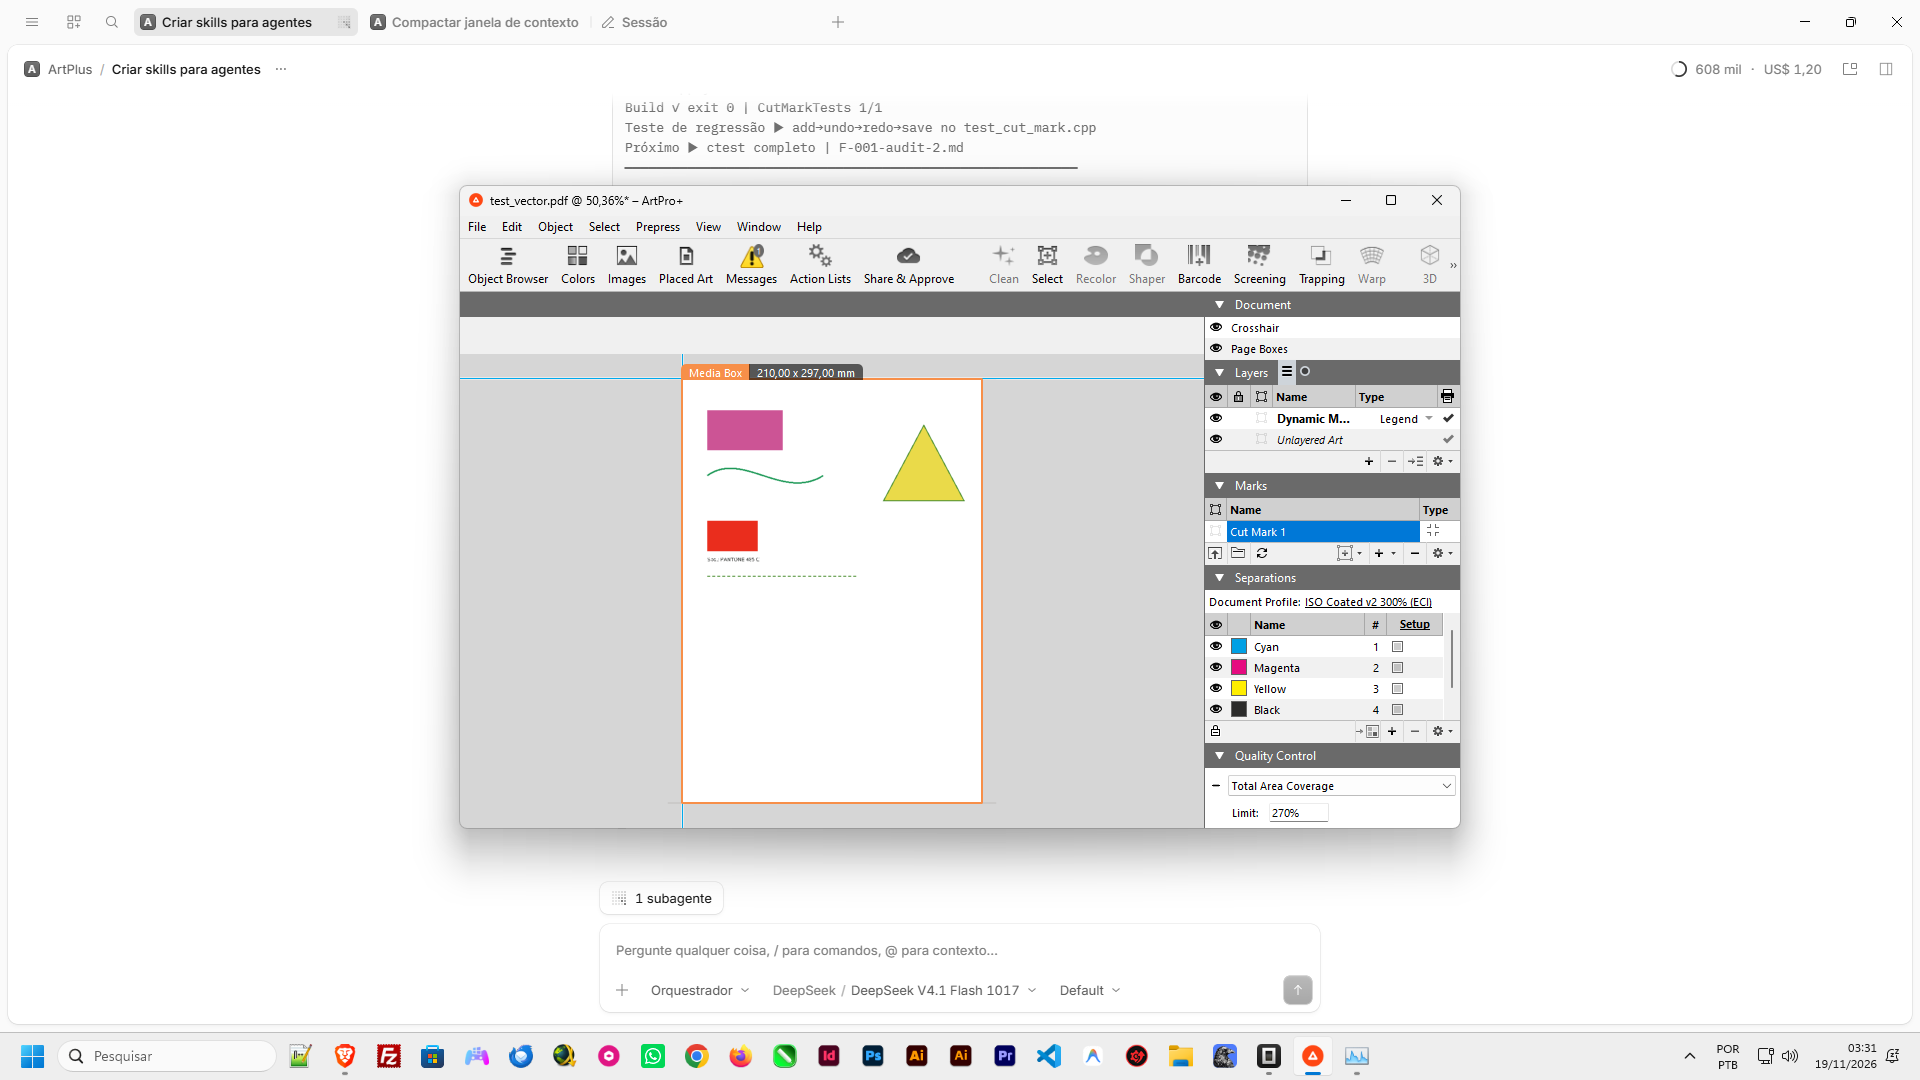 Criar skills para agentes
Compactar janela de contexto
Sessão
ArtPlus / Criar skills para agentes ...
608 mil · US$ 1,20
Build √ exit 0 | CutMarkTests 1/1
Teste de regressão ▶ add→undo→redo→save no test_cut_mark.cpp
Próximo ▶ ctest completo | F-001-audit-2.md
test_vector.pdf @ 50,36%* – ArtPro+
File Edit Object Select Prepress View Window Help
Object Browser Colors Images Placed Art Messages Action Lists Share & Approve Clean Select Recolor Shaper Barcode Screening Trapping Warp 3D »
Document
Crosshair
Page Boxes
Media Box 210,00 x 297,00 mm
Layers
Name Type
Dynamic M... Legend
Unlayered Art
Marks
Name Type
Cut Mark 1
PANTONE 485 C
Separations
Document Profile: ISO Coated v2 300% (ECI)
Name # Setup
Cyan 1
Magenta 2
Yellow 3
Black 4
Quality Control
Total Area Coverage
Limit: 270%
1 subagente
Pergunte qualquer coisa, / para comandos, @ para contexto...
Orquestrador DeepSeek / DeepSeek V4.1 Flash 1017 Default
Pesquisar
POR
PTB
03:31
19/11/2026